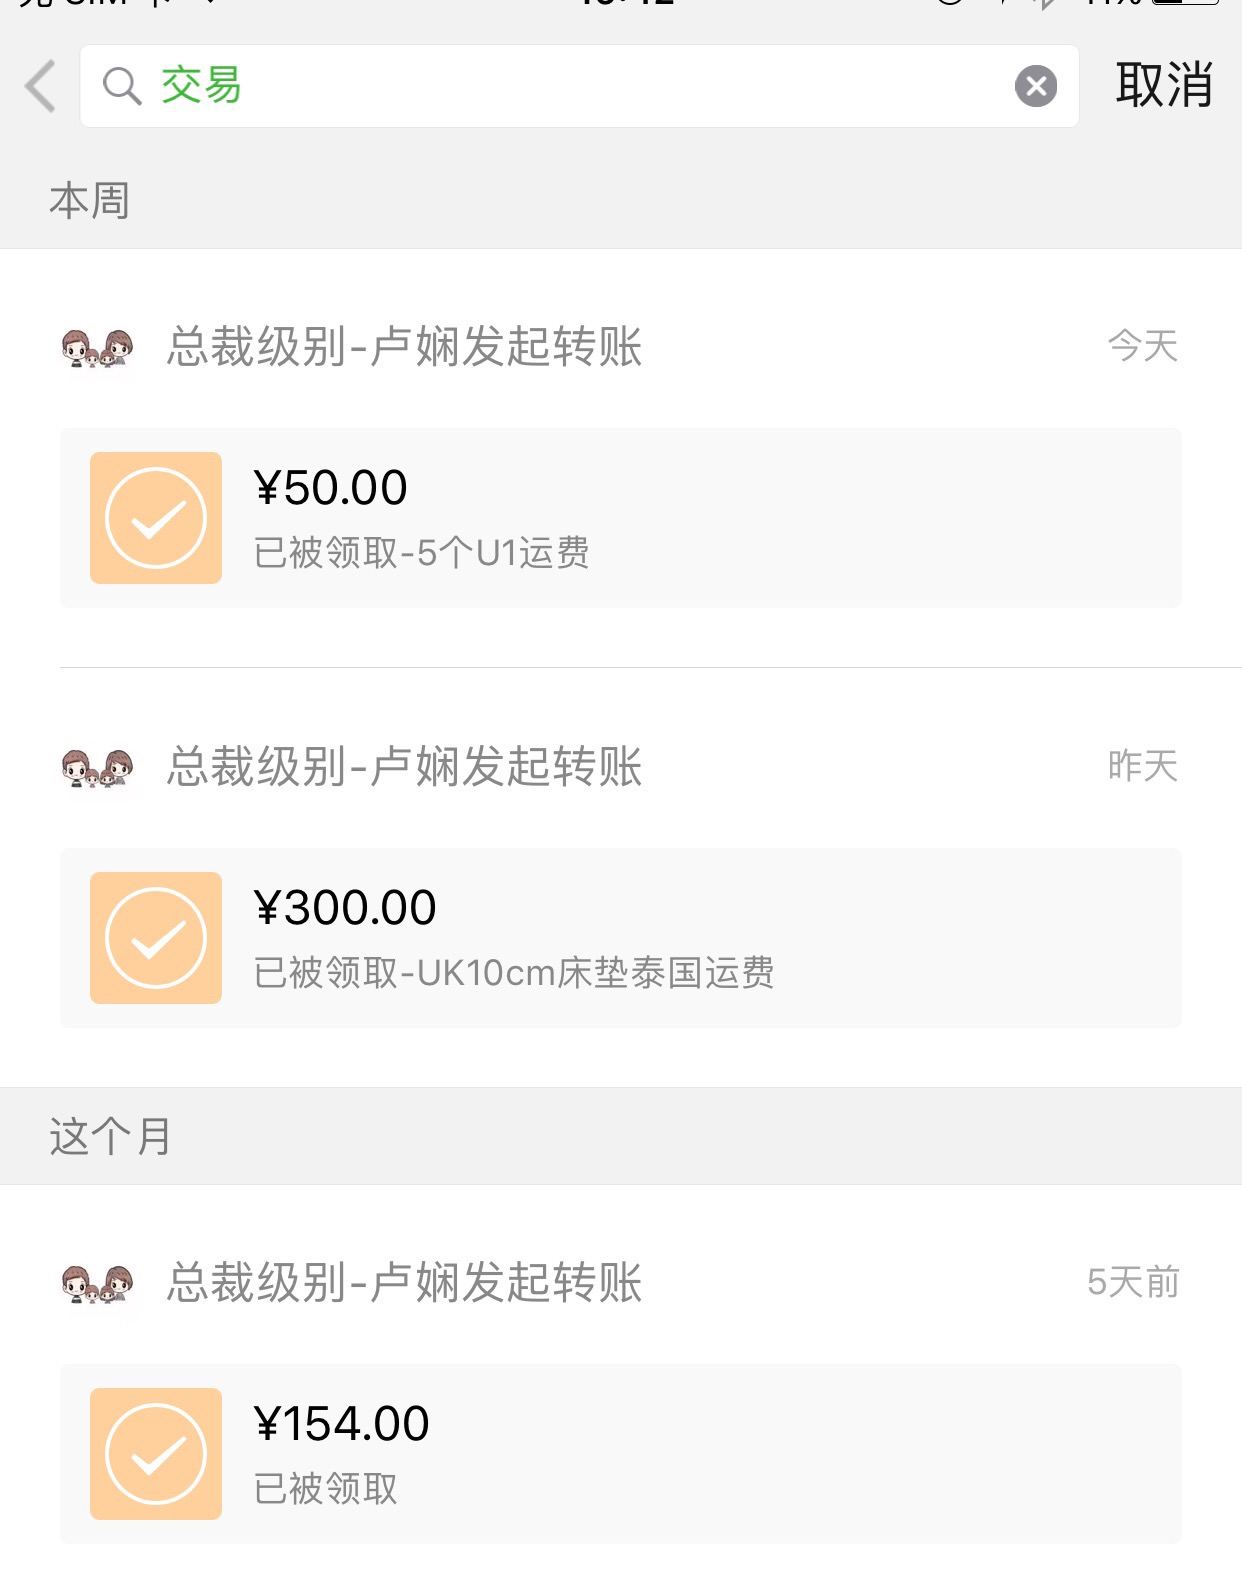 交易
取消
本周
总裁级别-卢娴发起转账
今天
¥50.00
已被领取-5个U1运费
总裁级别-卢娴发起转账
昨天
¥300.00
已被领取-UK10cm床垫泰国运费
这个月
总裁级别-卢娴发起转账
5天前
¥154.00
已被领取